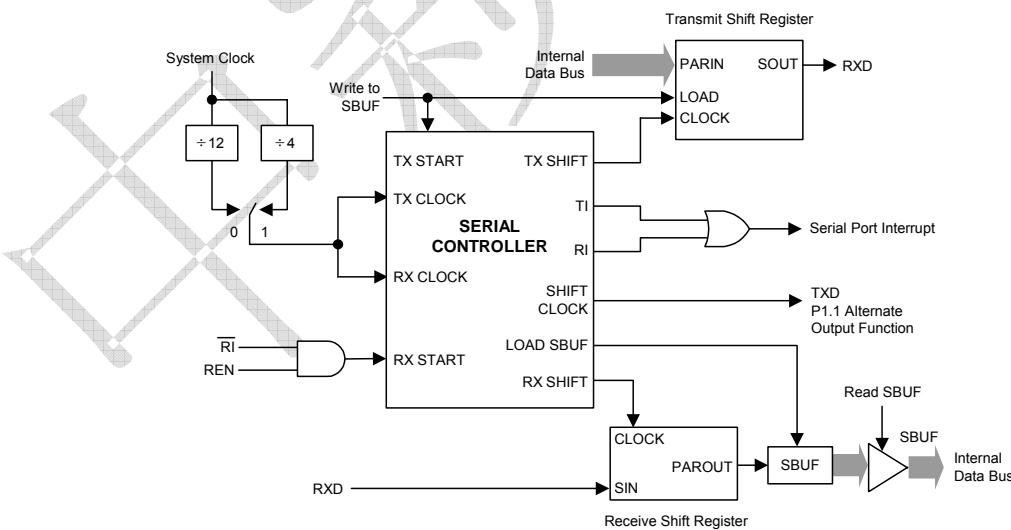 Transmit Shift Register
System Clock
Internal
Data Bus
PARIN
SOUT
RXD
Write to
SBUF
LOAD
CLOCK
÷12
÷4
TX START
TX SHIFT
TX CLOCK
TI
0
1
SERIAL
CONTROLLER
Serial Port Interrupt
RI
RX CLOCK
SHIFT
CLOCK
TXD
P1.1 Alternate
Output Function
R̅I̅
REN
RX START
LOAD SBUF
RX SHIFT
Read SBUF
CLOCK
PAROUT
SIN
SBUF
SBUF
Internal
Data Bus
RXD
Receive Shift Register